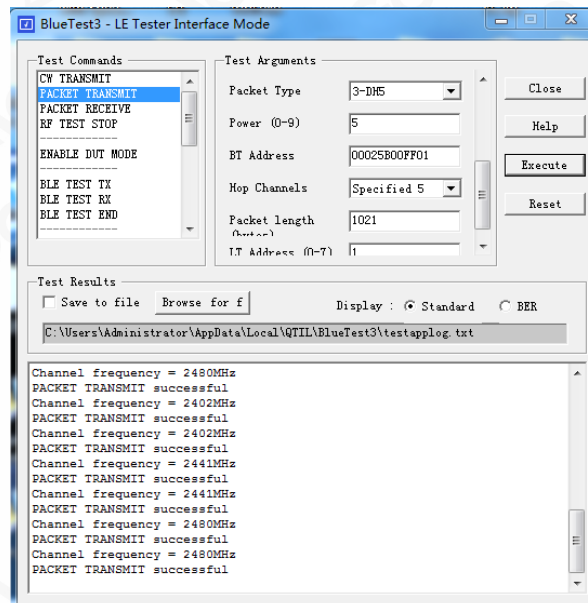 BlueTest3 - LE Tester Interface Mode
Test Commands
CW TRANSMIT
PACKET TRANSMIT
PACKET RECEIVE
RF TEST STOP
------------
ENABLE DUT MODE
------------
BLE TEST TX
BLE TEST RX
BLE TEST END
------------
Test Arguments
Packet Type
3-DH5
Power (0-9)
5
BT Address
00025B00FF01
Hop Channels
Specified 5
Packet length
(bytes)
1021
LT Address (0-7)
1
Close
Help
Execute
Reset
Test Results
Save to file
Browse for f
Display :
Standard
BER
C:\Users\Administrator\AppData\Local\QTIL\BlueTest3\testapplog.txt
Channel frequency = 2480MHz
PACKET TRANSMIT successful
Channel frequency = 2402MHz
PACKET TRANSMIT successful
Channel frequency = 2402MHz
PACKET TRANSMIT successful
Channel frequency = 2441MHz
PACKET TRANSMIT successful
Channel frequency = 2441MHz
PACKET TRANSMIT successful
Channel frequency = 2480MHz
PACKET TRANSMIT successful
Channel frequency = 2480MHz
PACKET TRANSMIT successful